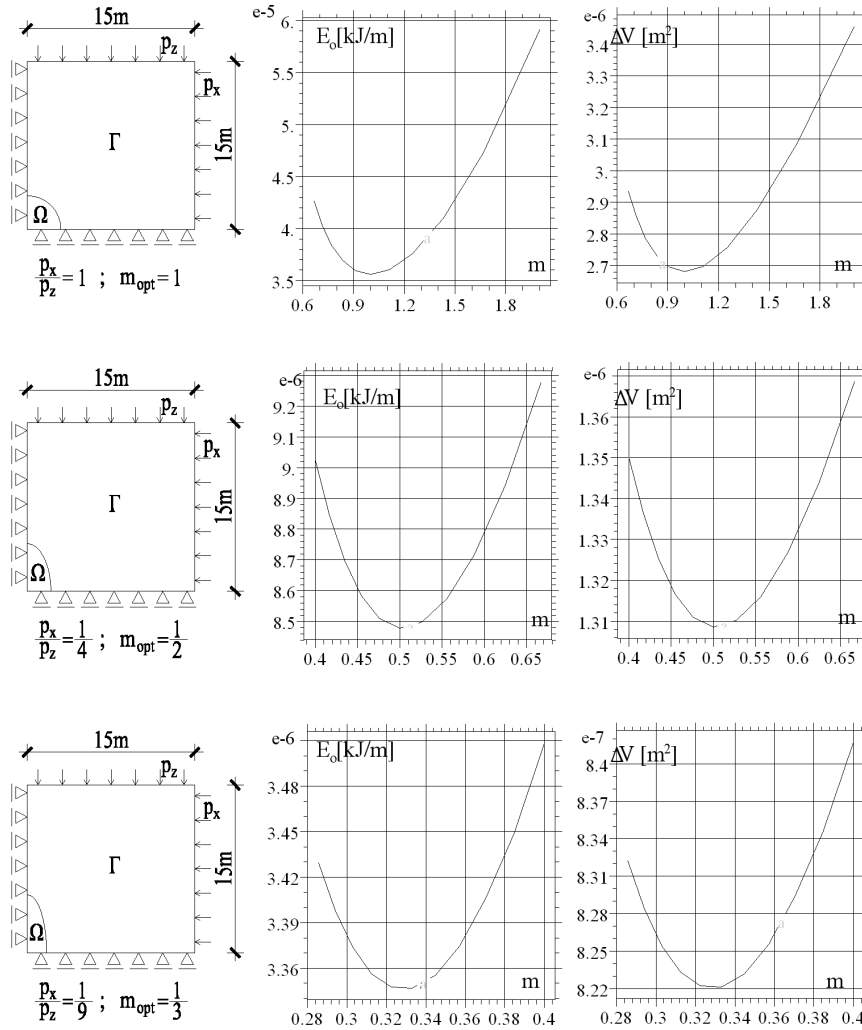 15m
p_z
p_x
Γ
15m
Ω
p_x/p_z = 1 ; m_opt = 1
e-5
E_o[kJ/m]
6.
5.5
5.
4.5
4.
3.5
a
m
0.6 0.9 1.2 1.5 1.8
e-6
ΔV [m²]
3.4
3.3
3.2
3.1
3.
2.9
2.8
2.7
a
m
0.6 0.9 1.2 1.5 1.8
15m
p_z
p_x
Γ
15m
Ω
p_x/p_z = 1/4 ; m_opt = 1/2
e-6
E_o[kJ/m]
9.2
9.1
9.
8.9
8.8
8.7
8.6
8.5
m
0.4 0.45 0.5 0.55 0.6 0.65
e-6
ΔV [m²]
1.36
1.35
1.34
1.33
1.32
1.31
m
0.4 0.45 0.5 0.55 0.6 0.65
15m
p_z
p_x
Γ
15m
Ω
p_x/p_z = 1/9 ; m_opt = 1/3
e-6
E_o[kJ/m]
3.48
3.45
3.42
3.39
3.36
a
m
0.28 0.3 0.32 0.34 0.36 0.38 0.4
e-7
ΔV [m²]
8.4
8.37
8.34
8.31
8.28
8.25
8.22
a
m
0.28 0.3 0.32 0.34 0.36 0.38 0.4